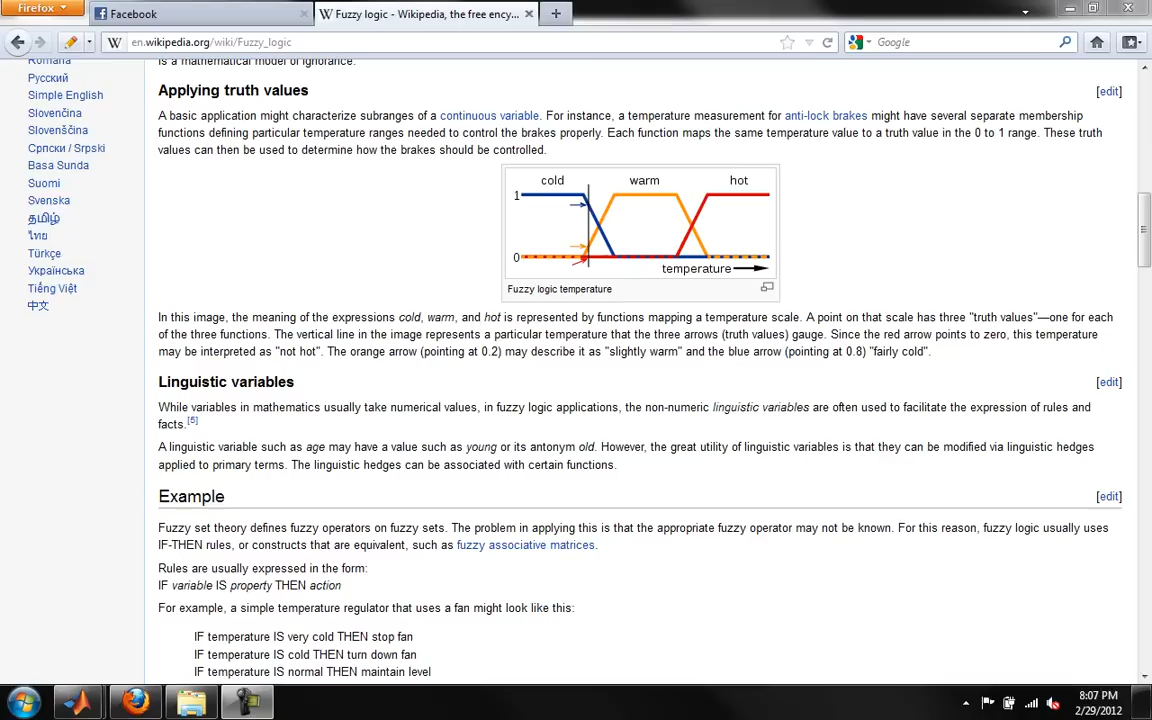 Firefox
Facebook
Fuzzy logic - Wikipedia, the free ency...
en.wikipedia.org/wiki/Fuzzy_logic
Google
Română
Русский
Simple English
Slovenčina
Slovenščina
Српски / Srpski
Basa Sunda
Suomi
Svenska
தமிழ்
ไทย
Türkçe
Українська
Tiếng Việt
中文
is a mathematical model of ignorance.
Applying truth values
[edit]
A basic application might characterize subranges of a continuous variable. For instance, a temperature measurement for anti-lock brakes might have several separate membership
functions defining particular temperature ranges needed to control the brakes properly. Each function maps the same temperature value to a truth value in the 0 to 1 range. These truth
values can then be used to determine how the brakes should be controlled.
cold warm hot
1
0
temperature
Fuzzy logic temperature
In this image, the meaning of the expressions cold, warm, and hot is represented by functions mapping a temperature scale. A point on that scale has three "truth values"—one for each
of the three functions. The vertical line in the image represents a particular temperature that the three arrows (truth values) gauge. Since the red arrow points to zero, this temperature
may be interpreted as "not hot". The orange arrow (pointing at 0.2) may describe it as "slightly warm" and the blue arrow (pointing at 0.8) "fairly cold".
Linguistic variables
[edit]
While variables in mathematics usually take numerical values, in fuzzy logic applications, the non-numeric linguistic variables are often used to facilitate the expression of rules and
facts.[5]
A linguistic variable such as age may have a value such as young or its antonym old. However, the great utility of linguistic variables is that they can be modified via linguistic hedges
applied to primary terms. The linguistic hedges can be associated with certain functions.
Example
[edit]
Fuzzy set theory defines fuzzy operators on fuzzy sets. The problem in applying this is that the appropriate fuzzy operator may not be known. For this reason, fuzzy logic usually uses
IF-THEN rules, or constructs that are equivalent, such as fuzzy associative matrices.
Rules are usually expressed in the form:
IF variable IS property THEN action
For example, a simple temperature regulator that uses a fan might look like this:
IF temperature IS very cold THEN stop fan
IF temperature IS cold THEN turn down fan
IF temperature IS normal THEN maintain level
8:07 PM
2/29/2012